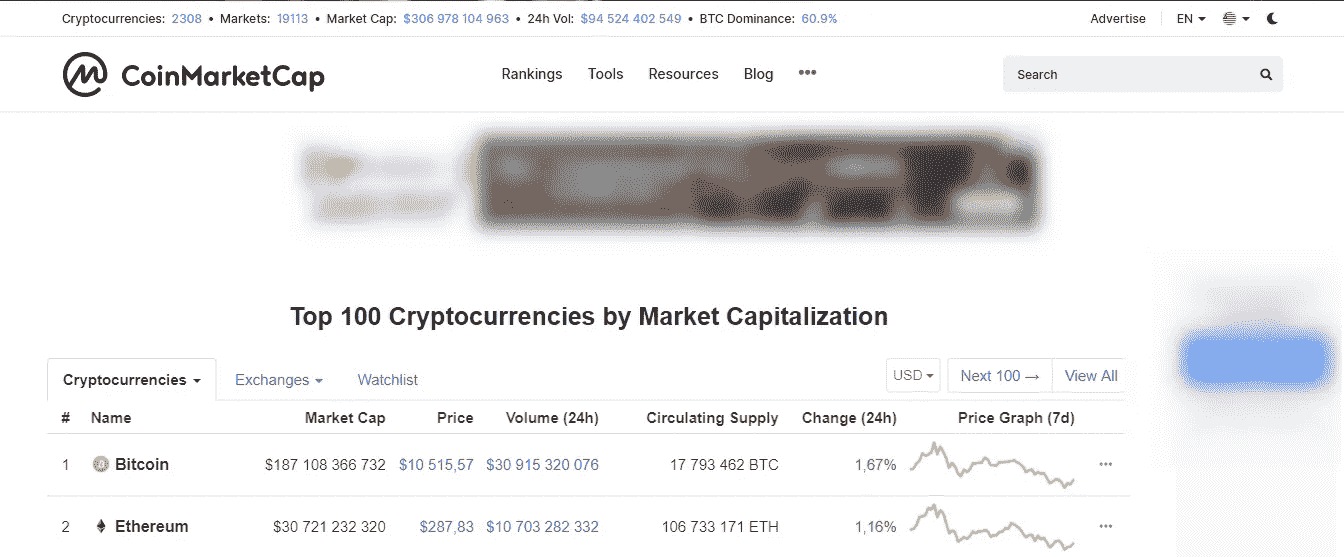 Cryptocurrencies: 2308 • Markets: 19113 • Market Cap: $306 978 104 963 • 24h Vol: $94 524 402 549 • BTC Dominance: 60.9% Advertise EN
CoinMarketCap Rankings Tools Resources Blog ••• Search
Top 100 Cryptocurrencies by Market Capitalization
Cryptocurrencies Exchanges Watchlist USD Next 100 → View All
# Name Market Cap Price Volume (24h) Circulating Supply Change (24h) Price Graph (7d)
1 Bitcoin $187 108 366 732 $10 515,57 $30 915 320 076 17 793 462 BTC 1,67% •••
2 Ethereum $30 721 232 320 $287,83 $10 703 282 332 106 733 171 ETH 1,16% •••